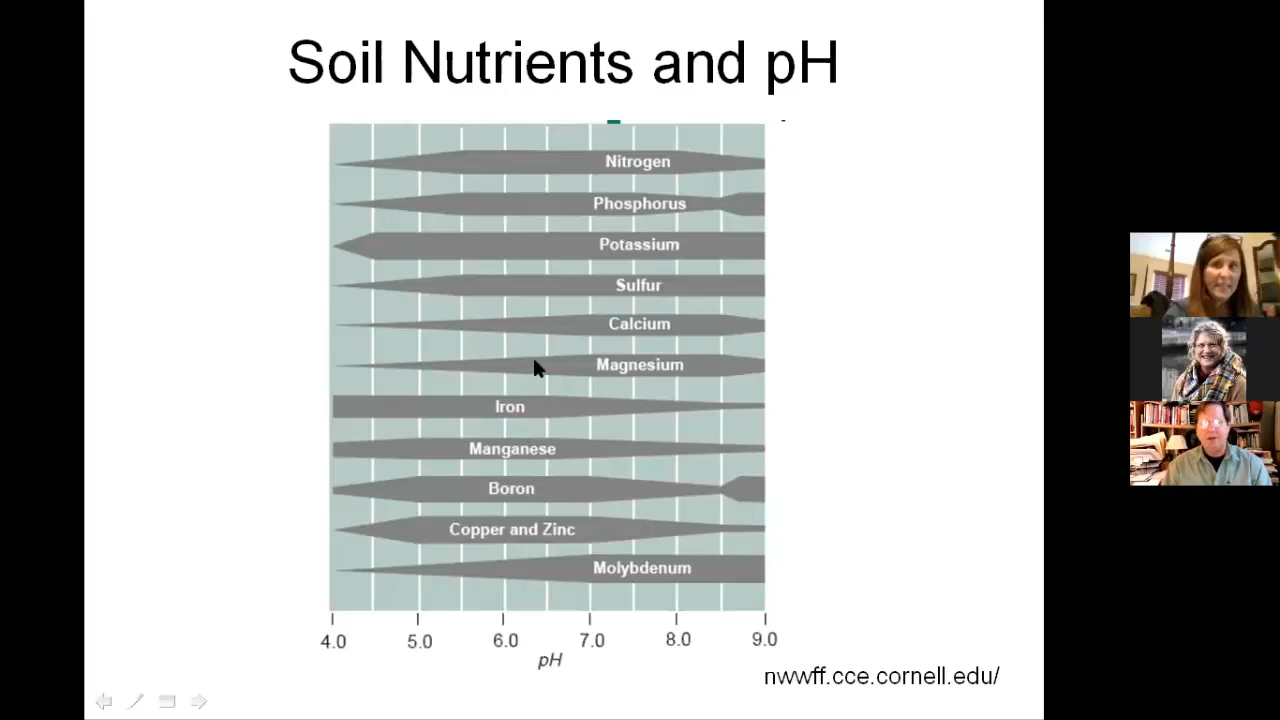 Soil Nutrients and pH
Nitrogen
Phosphorus
Potassium
Sulfur
Calcium
Magnesium
Iron
Manganese
Boron
Copper and Zinc
Molybdenum
4.0 5.0 6.0 7.0 8.0 9.0
pH
nwwff.cce.cornell.edu/